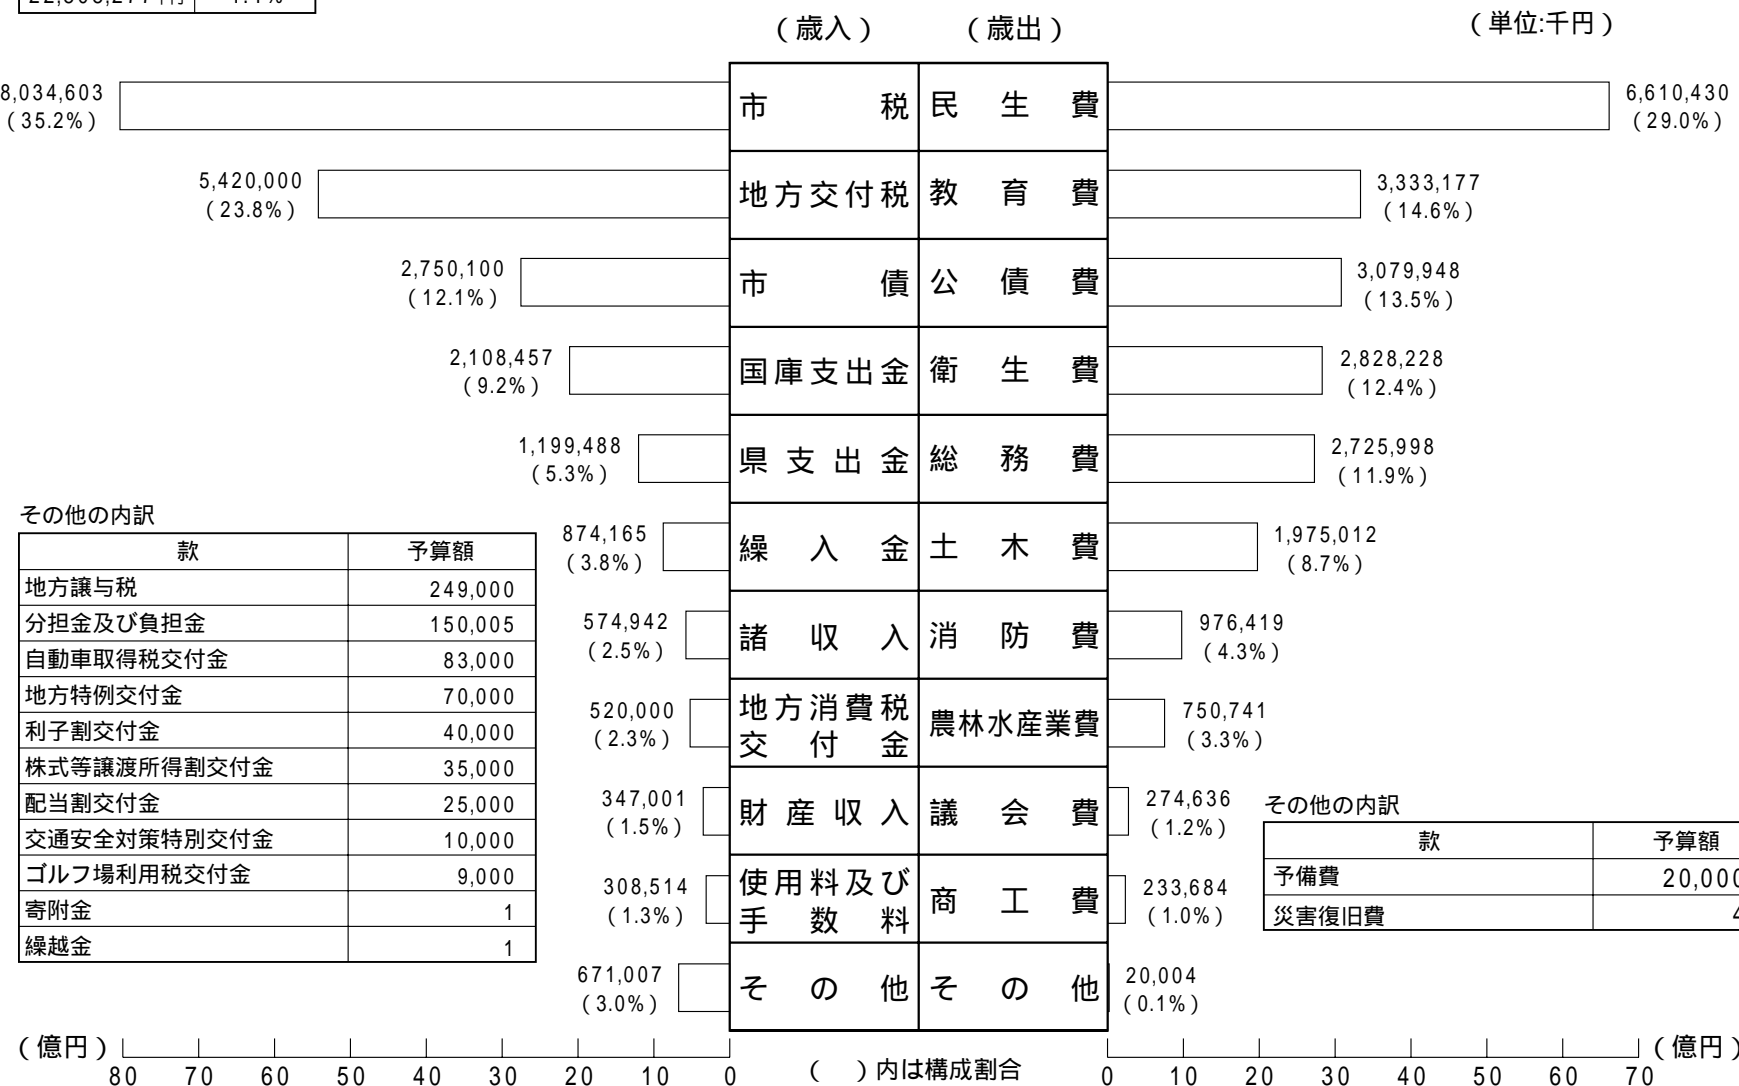 (歳入) (歳出)
(単位:千円)
8,034,603
(35.2%)
市税 民生費
6,610,430
(29.0%)
5,420,000
(23.8%)
地方交付税 教育費
3,333,177
(14.6%)
2,750,100
(12.1%)
市債 公債費
3,079,948
(13.5%)
2,108,457
(9.2%)
国庫支出金 衛生費
2,828,228
(12.4%)
1,199,488
(5.3%)
県支出金 総務費
2,725,998
(11.9%)
874,165
(3.8%)
繰入金 土木費
1,975,012
(8.7%)
574,942
(2.5%)
諸収入 消防費
976,419
(4.3%)
520,000
(2.3%)
地方消費税
交付金
農林水産業費
750,741
(3.3%)
347,001
(1.5%)
財産収入 議会費
274,636
(1.2%)
308,514
(1.3%)
使用料及び
手数料
商工費
233,684
(1.0%)
671,007
(3.0%)
その他 その他
20,004
(0.1%)
その他の内訳
款 予算額
地方譲与税 249,000
分担金及び負担金 150,005
自動車取得税交付金 83,000
地方特例交付金 70,000
利子割交付金 40,000
株式等譲渡所得割交付金 35,000
配当割交付金 25,000
交通安全対策特別交付金 10,000
ゴルフ場利用税交付金 9,000
寄附金 1
繰越金 1
その他の内訳
款 予算額
予備費 20,000
災害復旧費 4
(億円)
80 70 60 50 40 30 20 10 0
( )内は構成割合
0 10 20 30 40 50 60 70
(億円)